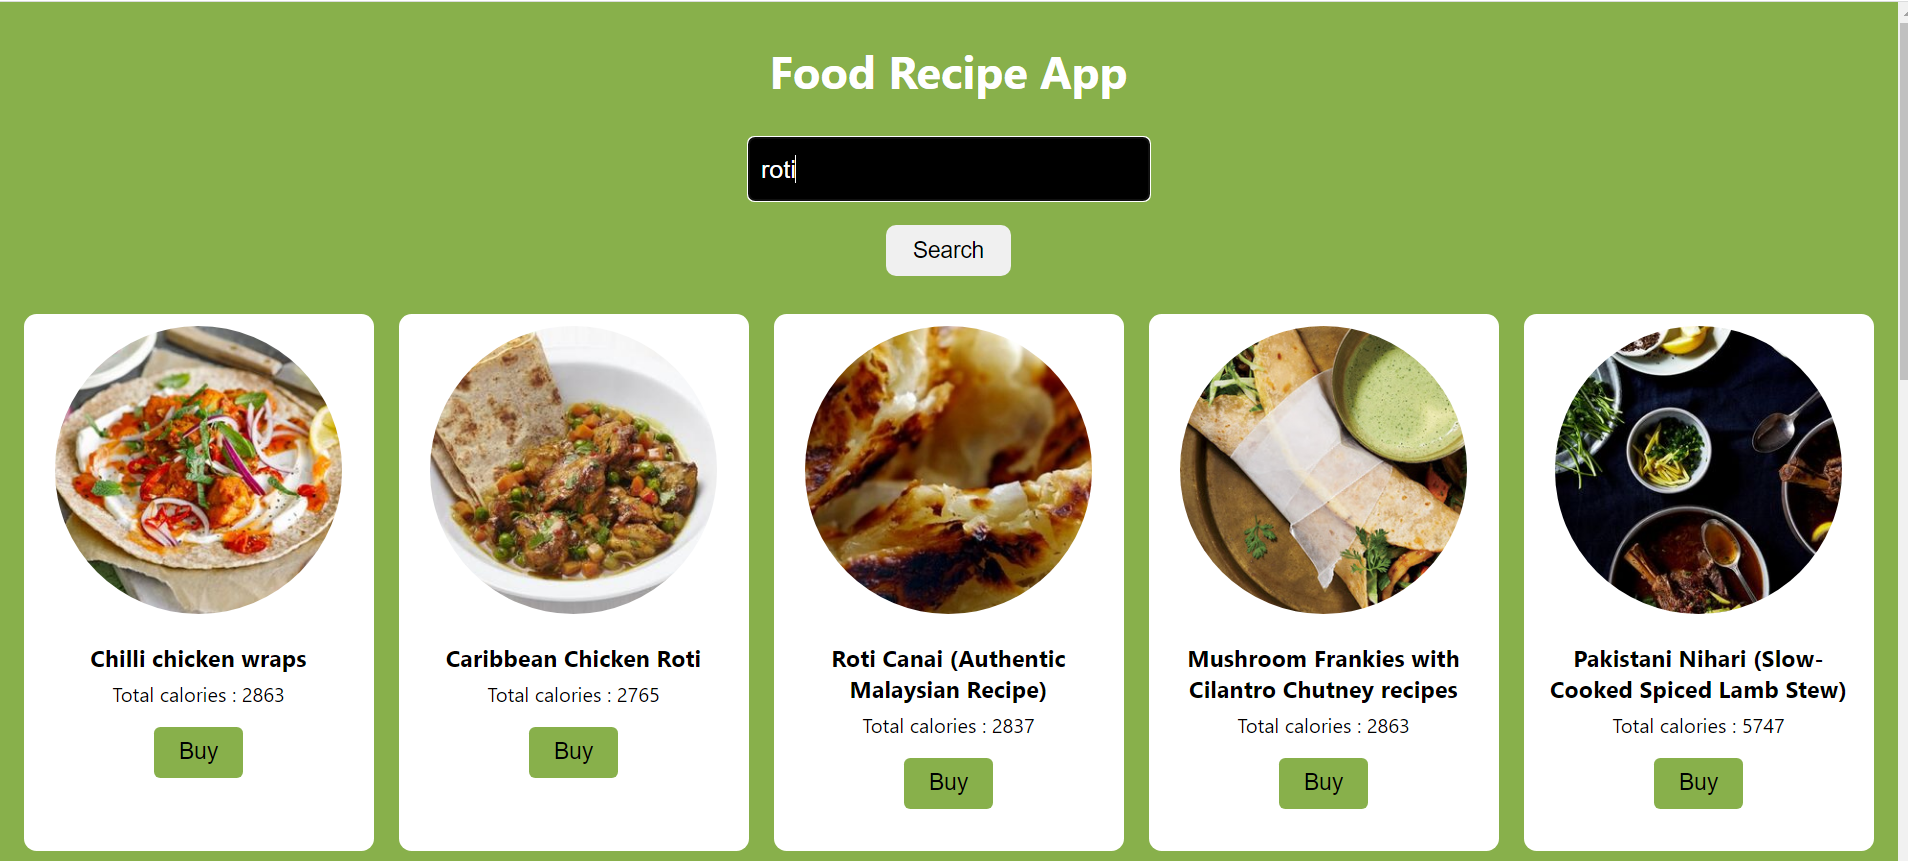 Food Recipe App
roti
Search
Chilli chicken wraps
Total calories : 2863
Buy
Caribbean Chicken Roti
Total calories : 2765
Buy
Roti Canai (Authentic
Malaysian Recipe)
Total calories : 2837
Buy
Mushroom Frankies with
Cilantro Chutney recipes
Total calories : 2863
Buy
Pakistani Nihari (Slow-
Cooked Spiced Lamb Stew)
Total calories : 5747
Buy